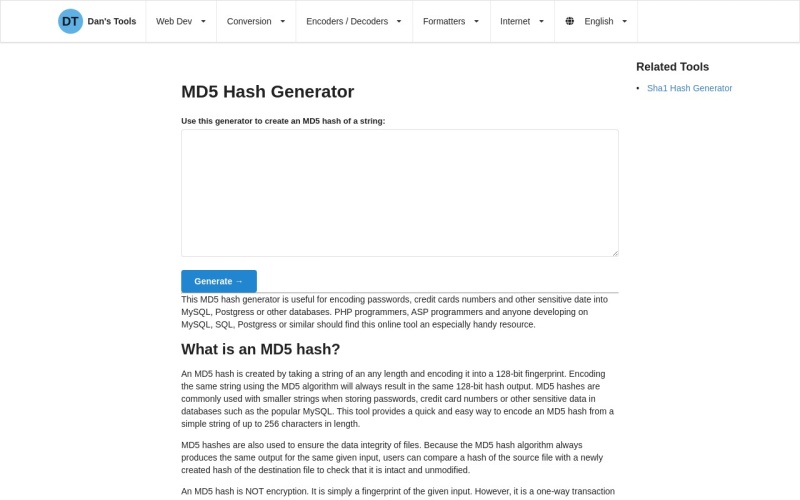 DT Dan's Tools Web Dev Conversion Encoders / Decoders Formatters Internet English
Related Tools
• Sha1 Hash Generator
MD5 Hash Generator
Use this generator to create an MD5 hash of a string:
Generate →
This MD5 hash generator is useful for encoding passwords, credit cards numbers and other sensitive date into
MySQL, Postgress or other databases. PHP programmers, ASP programmers and anyone developing on
MySQL, SQL, Postgress or similar should find this online tool an especially handy resource.
What is an MD5 hash?
An MD5 hash is created by taking a string of an any length and encoding it into a 128-bit fingerprint. Encoding
the same string using the MD5 algorithm will always result in the same 128-bit hash output. MD5 hashes are
commonly used with smaller strings when storing passwords, credit card numbers or other sensitive data in
databases such as the popular MySQL. This tool provides a quick and easy way to encode an MD5 hash from a
simple string of up to 256 characters in length.
MD5 hashes are also used to ensure the data integrity of files. Because the MD5 hash algorithm always
produces the same output for the same given input, users can compare a hash of the source file with a newly
created hash of the destination file to check that it is intact and unmodified.
An MD5 hash is NOT encryption. It is simply a fingerprint of the given input. However, it is a one-way transaction